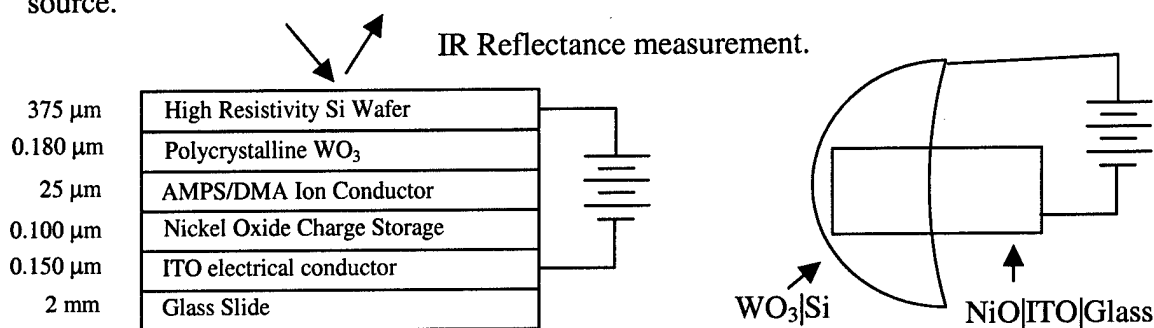 source.
IR Reflectance measurement.
375 µm High Resistivity Si Wafer
0.180 µm Polycrystalline WO₃
25 µm AMPS/DMA Ion Conductor
0.100 µm Nickel Oxide Charge Storage
0.150 µm ITO electrical conductor
2 mm Glass Slide
WO₃|Si
NiO|ITO|Glass